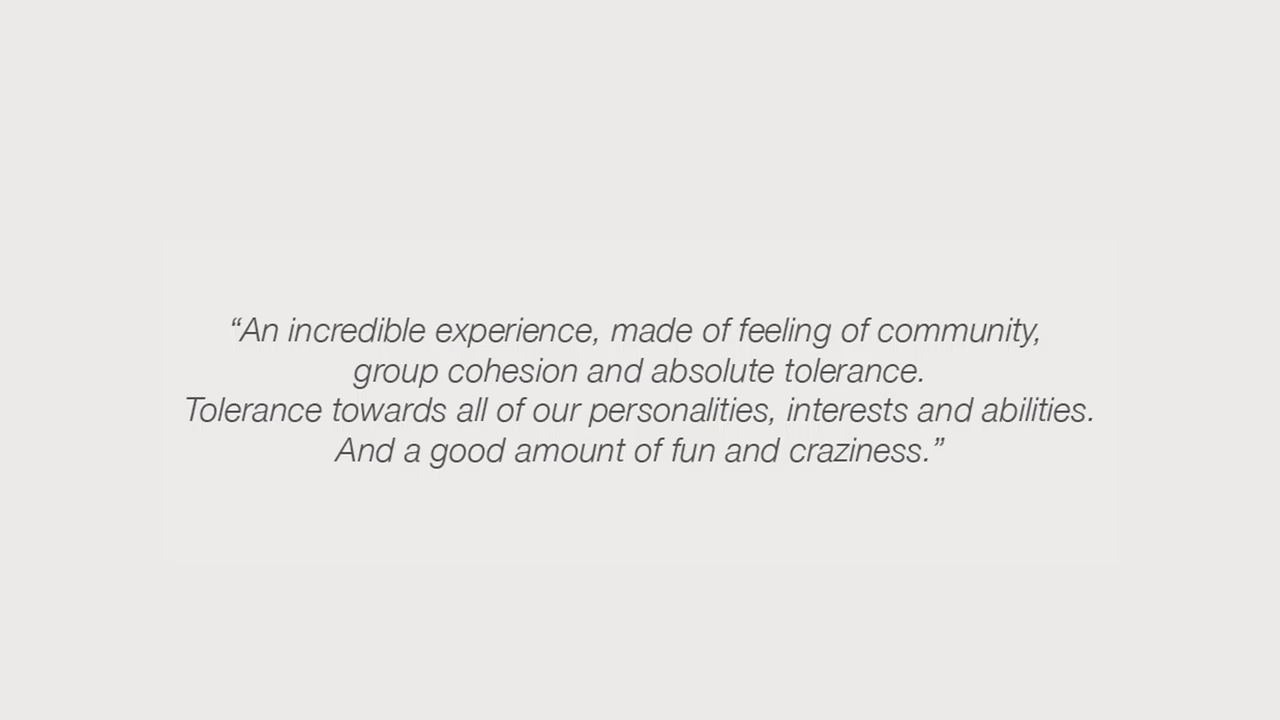 “An incredible experience, made of feeling of community,
group cohesion and absolute tolerance.
Tolerance towards all of our personalities, interests and abilities.
And a good amount of fun and craziness.”